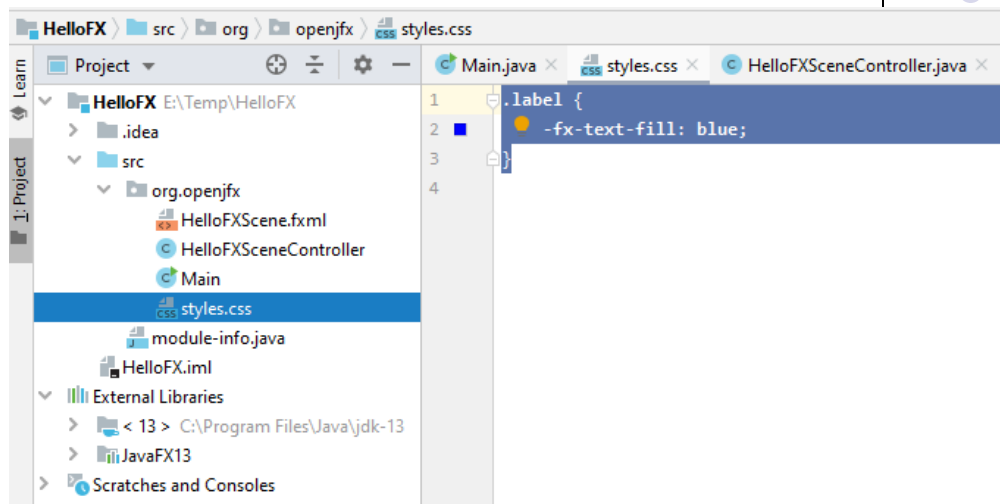 HelloFX src org openjfx styles.css
Learn
1: Project
Project
HelloFX E:\Temp\HelloFX
.idea
src
org.openjfx
HelloFXScene.fxml
HelloFXSceneController
Main
styles.css
module-info.java
HelloFX.iml
External Libraries
< 13 > C:\Program Files\Java\jdk-13
JavaFX13
Scratches and Consoles
Main.java styles.css HelloFXSceneController.java
1 .label {
2 -fx-text-fill: blue;
3 }
4